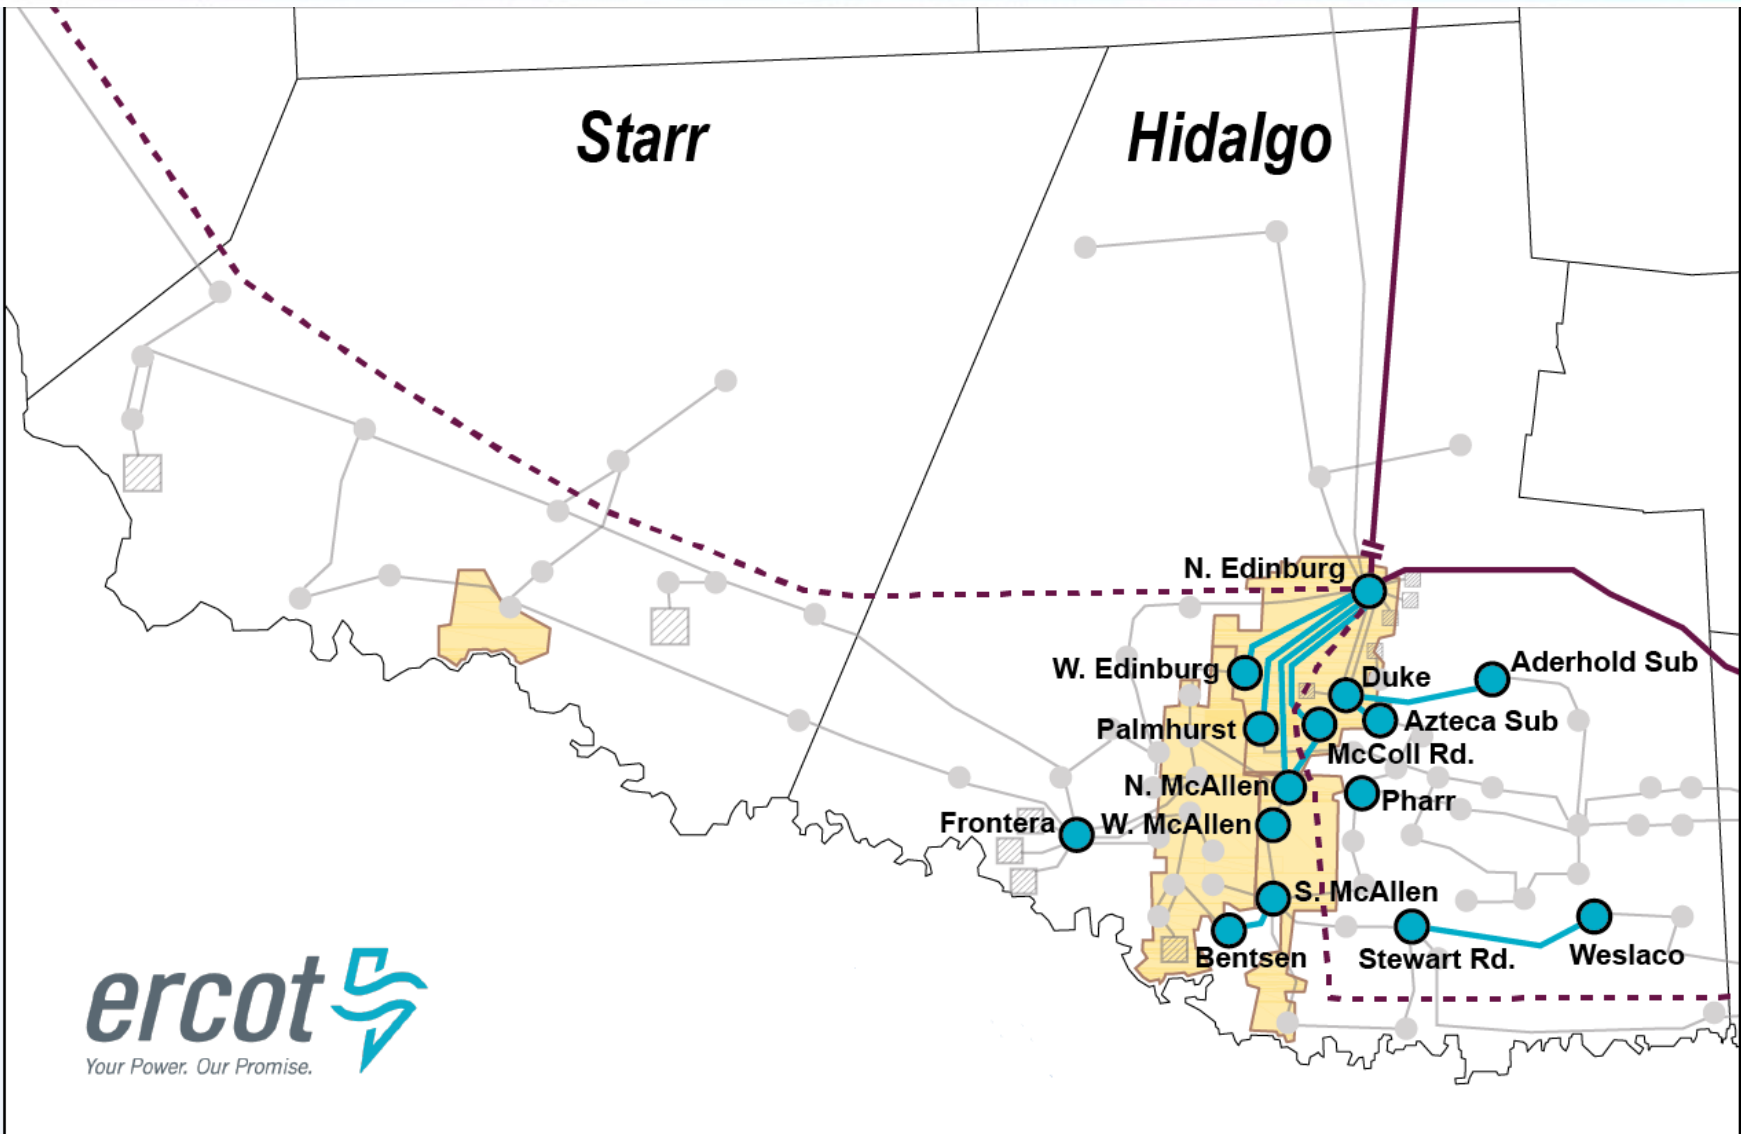 Starr
Hidalgo
N. Edinburg
W. Edinburg
Duke
Aderhold Sub
Palmhurst
Azteca Sub
McColl Rd.
N. McAllen
Pharr
Frontera
W. McAllen
S. McAllen
Bentsen
Stewart Rd.
Weslaco
ercot
Your Power. Our Promise.